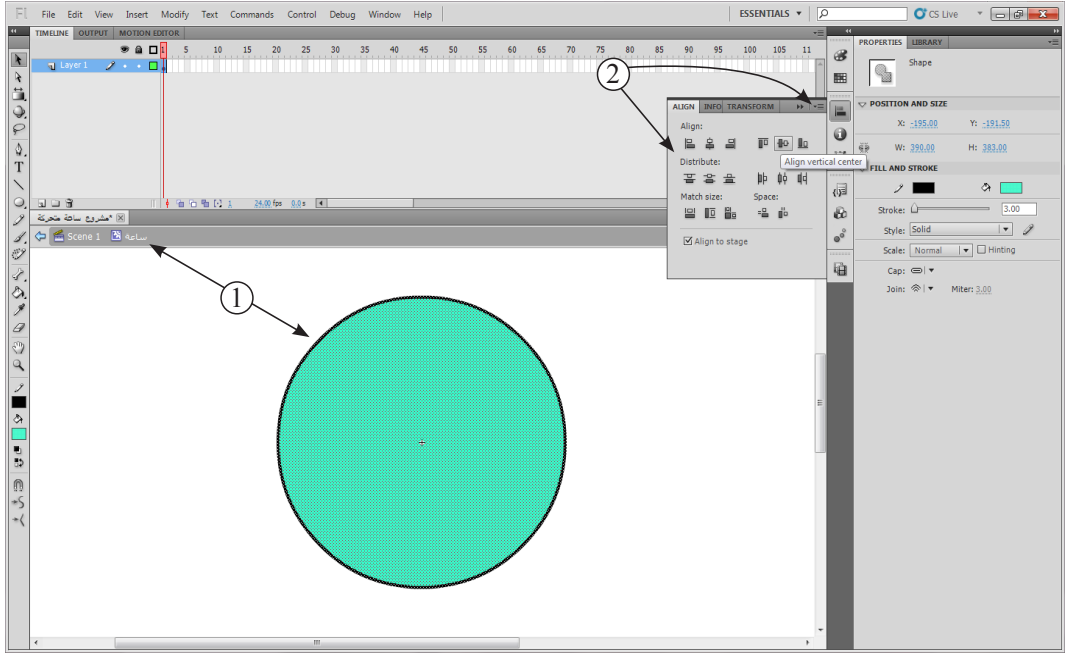 Fl File Edit View Insert Modify Text Commands Control Debug Window Help ESSENTIALS CS Live
TIMELINE OUTPUT MOTION EDITOR
1 5 10 15 20 25 30 35 40 45 50 55 60 65 70 75 80 85 90 95 100 105 11
Layer 1
1 24.00 fps 0.0 s
*مشروع ساعة متحركة
Scene 1 ساعة
1
2
ALIGN INFO TRANSFORM
Align:
Align vertical center
Distribute:
Match size: Space:
Align to stage
PROPERTIES LIBRARY
Shape
POSITION AND SIZE
X: -195.00 Y: -191.50
W: 390.00 H: 383.00
FILL AND STROKE
Stroke: 3.00
Style: Solid
Scale: Normal Hinting
Cap:
Join: Miter: 3.00